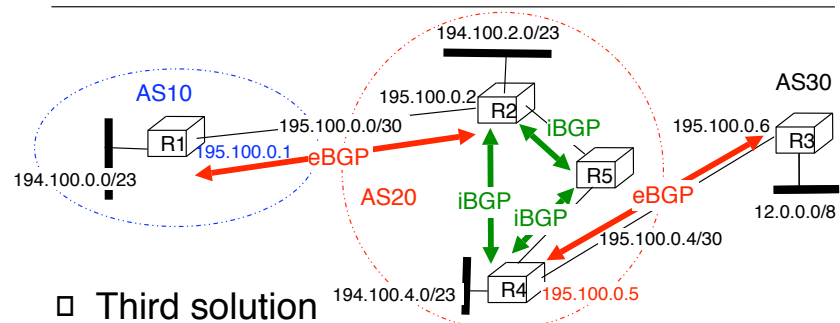 194.100.2.0/23
AS10
AS30
195.100.0.2
R2
R1
195.100.0.0/30
iBGP
195.100.0.6
R3
195.100.0.1
eBGP
194.100.0.0/23
AS20
R5
iBGP
iBGP
eBGP
12.0.0.0/8
195.100.0.4/30
194.100.4.0/23
R4
195.100.0.5
Third solution